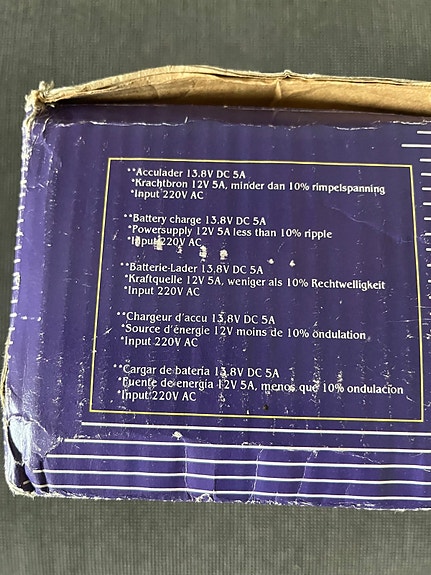 **Acculader 13.8V DC 5A
*Krachtbron 12V 5A, minder dan 10% rimpelspanning
*Input 220V AC
**Battery charge 13.8V DC 5A
*Powersupply 12V 5A less than 10% ripple
*Input 220V AC
**Batterie-Lader 13.8V DC 5A
*Kraftquelle 12V 5A, weniger als 10% Rechtwelligkeit
*Input 220V AC
**Chargeur d'accu 13,8V DC 5A
*Source d'énergie 12V moins de 10% ondulation
*Input 220V AC
**Cargar de batería 13,8V DC 5A
*Fuente de energía 12V 5A, menos que 10% ondulacion
*Input 220V AC